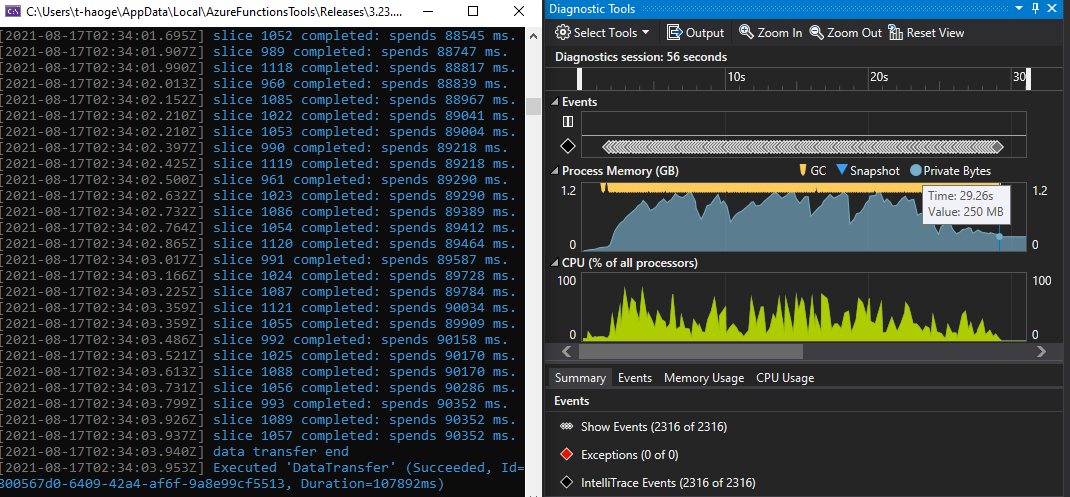 C:\Users\t-haoge\AppData\Local\AzureFunctionsTools\Releases\3.23....
[2021-08-17T02:34:01.695Z] slice 1052 completed: spends 88545 ms.
[2021-08-17T02:34:01.907Z] slice 989 completed: spends 88747 ms.
[2021-08-17T02:34:01.990Z] slice 1118 completed: spends 88817 ms.
[2021-08-17T02:34:02.013Z] slice 960 completed: spends 88839 ms.
[2021-08-17T02:34:02.152Z] slice 1085 completed: spends 88967 ms.
[2021-08-17T02:34:02.210Z] slice 1022 completed: spends 89041 ms.
[2021-08-17T02:34:02.210Z] slice 1053 completed: spends 89004 ms.
[2021-08-17T02:34:02.397Z] slice 990 completed: spends 89218 ms.
[2021-08-17T02:34:02.425Z] slice 1119 completed: spends 89218 ms.
[2021-08-17T02:34:02.500Z] slice 961 completed: spends 89290 ms.
[2021-08-17T02:34:02.632Z] slice 1023 completed: spends 89290 ms.
[2021-08-17T02:34:02.732Z] slice 1086 completed: spends 89389 ms.
[2021-08-17T02:34:02.764Z] slice 1054 completed: spends 89412 ms.
[2021-08-17T02:34:02.865Z] slice 1120 completed: spends 89464 ms.
[2021-08-17T02:34:03.017Z] slice 991 completed: spends 89587 ms.
[2021-08-17T02:34:03.166Z] slice 1024 completed: spends 89728 ms.
[2021-08-17T02:34:03.225Z] slice 1087 completed: spends 89784 ms.
[2021-08-17T02:34:03.359Z] slice 1121 completed: spends 90034 ms.
[2021-08-17T02:34:03.359Z] slice 1055 completed: spends 89909 ms.
[2021-08-17T02:34:03.486Z] slice 992 completed: spends 90158 ms.
[2021-08-17T02:34:03.521Z] slice 1025 completed: spends 90170 ms.
[2021-08-17T02:34:03.613Z] slice 1088 completed: spends 90170 ms.
[2021-08-17T02:34:03.731Z] slice 1056 completed: spends 90286 ms.
[2021-08-17T02:34:03.799Z] slice 993 completed: spends 90352 ms.
[2021-08-17T02:34:03.926Z] slice 1089 completed: spends 90352 ms.
[2021-08-17T02:34:03.937Z] slice 1057 completed: spends 90352 ms.
[2021-08-17T02:34:03.940Z] data transfer end
[2021-08-17T02:34:03.953Z] Executed 'DataTransfer' (Succeeded, Id=
800567d0-6409-42a4-af6f-9a8e99cf5513, Duration=107892ms)
Diagnostic Tools
Select Tools Output Zoom In Zoom Out Reset View
Diagnostics session: 56 seconds
10s 20s 30
Events
Process Memory (GB) GC Snapshot Private Bytes
1.2 1.2
Time: 29.26s
Value: 250 MB
0 0
CPU (% of all processors)
100 100
0 0
Summary Events Memory Usage CPU Usage
Events
Show Events (2316 of 2316)
Exceptions (0 of 0)
IntelliTrace Events (2316 of 2316)